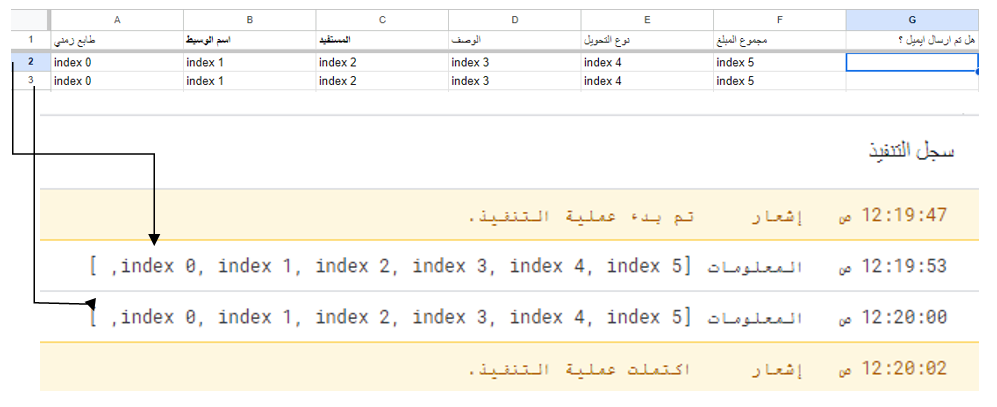 A B C D E F G
1 طابع زمني اسم الوسيط المستفيد الوصف نوع التحويل مجموع المبلغ هل تم ارسال ايميل ؟
2 index 0 index 1 index 2 index 3 index 4 index 5
3 index 0 index 1 index 2 index 3 index 4 index 5
سجل التنفيذ
12:19:47 ص إشعار تم بدء عملية التنفيذ.
12:19:53 ص المعلومات [index 0, index 1, index 2, index 3, index 4, index 5, ]
12:20:00 ص المعلومات [index 0, index 1, index 2, index 3, index 4, index 5, ]
12:20:02 ص إشعار اكتملت عملية التنفيذ.